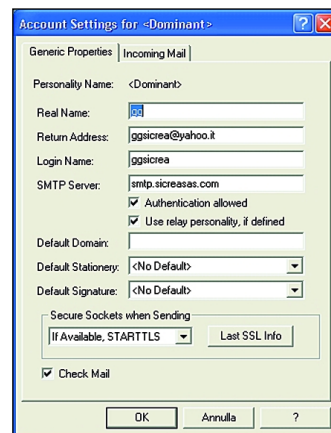 Account Settings for <Dominant>
Generic Properties Incoming Mail
Personality Name: <Dominant>
Real Name: gg
Return Address: ggsicrea@yahoo.it
Login Name: ggsicrea
SMTP Server: smtp.sicreasas.com
Authentication allowed
Use relay personality, if defined
Default Domain:
Default Stationery: <No Default>
Default Signature: <No Default>
Secure Sockets when Sending
If Available, STARTTLS Last SSL Info
Check Mail
OK Annulla ?